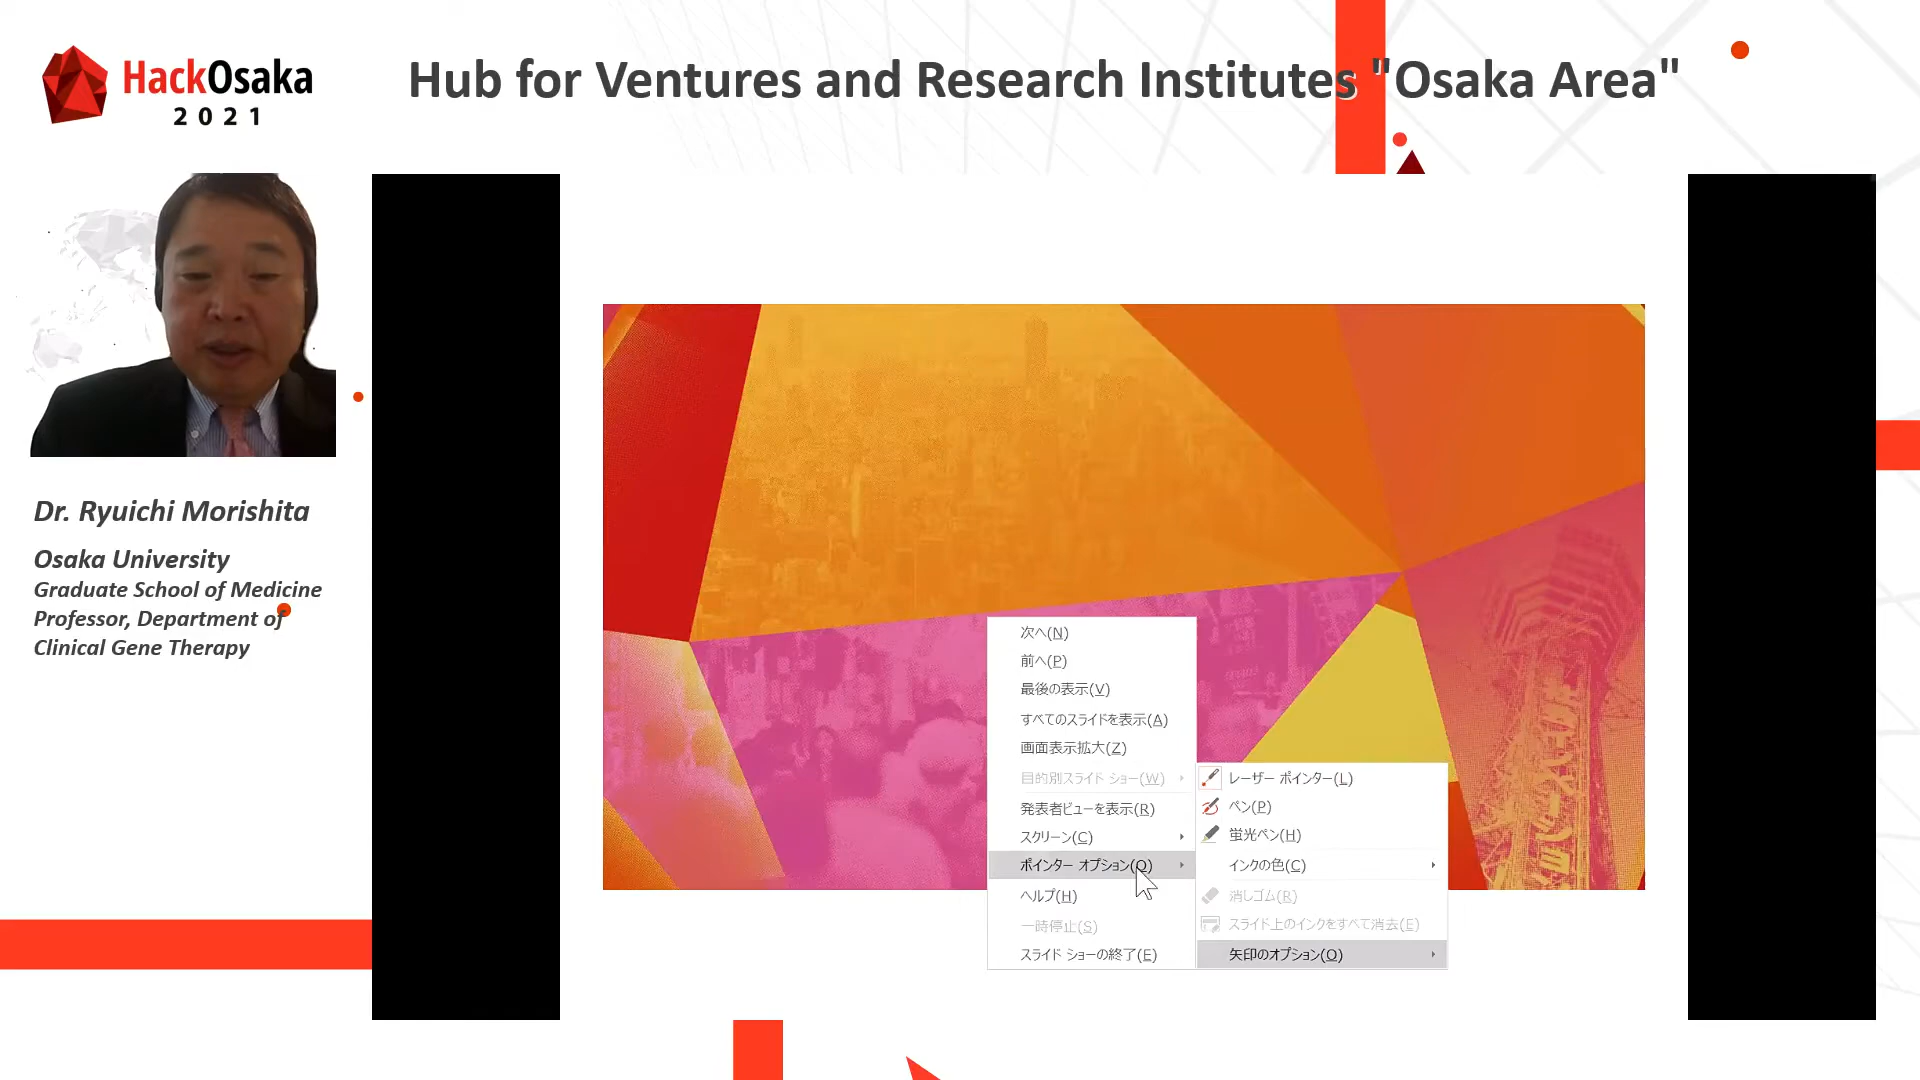 HackOsaka
2021
Hub for Ventures and Research Institutes "Osaka Area"
Dr. Ryuichi Morishita
Osaka University
Graduate School of Medicine
Professor, Department of
Clinical Gene Therapy
次へ(N)
前へ(P)
最後の表示(V)
すべてのスライドを表示(A)
画面表示拡大(Z)
目的別スライド ショー(W)
発表者ビューを表示(R)
スクリーン(C)
ポインター オプション(O)
ヘルプ(H)
一時停止(S)
スライド ショーの終了(E)
レーザー ポインター(L)
ペン(P)
蛍光ペン(H)
インクの色(C)
消しゴム(R)
スライド上のインクをすべて消去(E)
矢印のオプション(O)